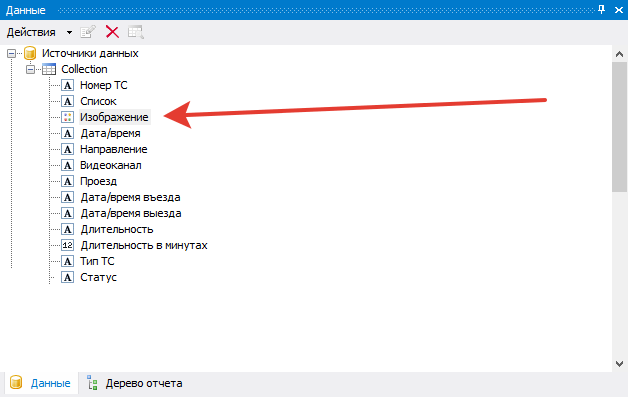 Данные
Действия
Источники данных
Collection
Номер ТС
Список
Изображение
Дата/время
Направление
Видеоканал
Проезд
Дата/время въезда
Дата/время выезда
Длительность
Длительность в минутах
Тип ТС
Статус
Данные Дерево отчета